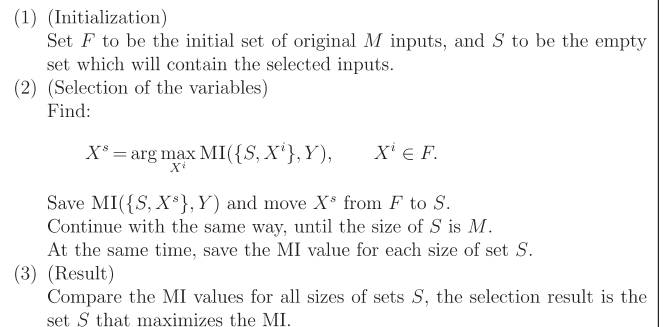 (1) (Initialization)
Set F to be the initial set of original M inputs, and S to be the empty
set which will contain the selected inputs.
(2) (Selection of the variables)
Find:
X^s = arg max_{X^i} MI({S, X^i}, Y),   X^i ∈ F.
Save MI({S, X^s}, Y) and move X^s from F to S.
Continue with the same way, until the size of S is M.
At the same time, save the MI value for each size of set S.
(3) (Result)
Compare the MI values for all sizes of sets S, the selection result is the
set S that maximizes the MI.